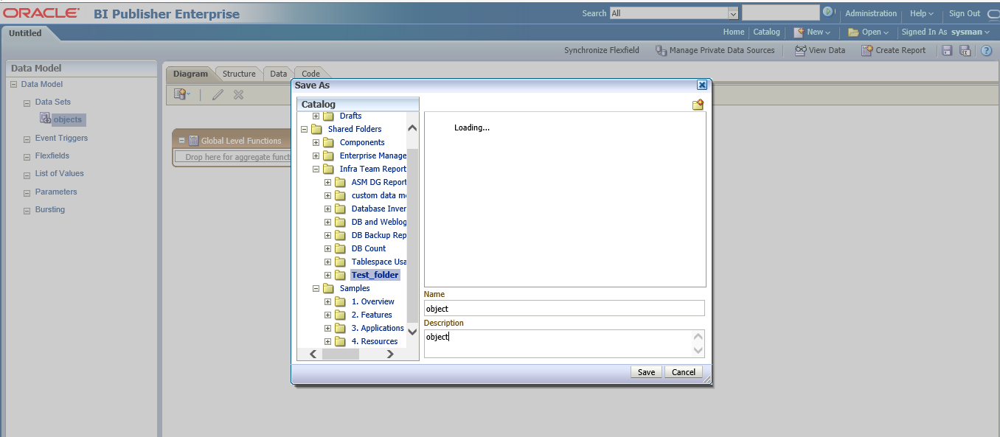 ORACLE® BI Publisher Enterprise
Search All Administration Help Sign Out
Untitled Home Catalog New Open Signed In As sysman
Synchronize Flexfield Manage Private Data Sources View Data Create Report
Data Model
Data Model
Data Sets
objects
Event Triggers
Flexfields
List of Values
Parameters
Bursting
Diagram Structure Data Code
Global Level Functions
Drop here for aggregate funct
Save As
Catalog
Drafts
Shared Folders
Components
Enterprise Manage
Infra Team Report
ASM DG Report
custom data m
Database Inver
DB and Weblog
DB Backup Rep
DB Count
Tablespace Usa
Test_folder
Samples
1. Overview
2. Features
3. Applications
4. Resources
Loading...
Name
object
Description
object
Save Cancel